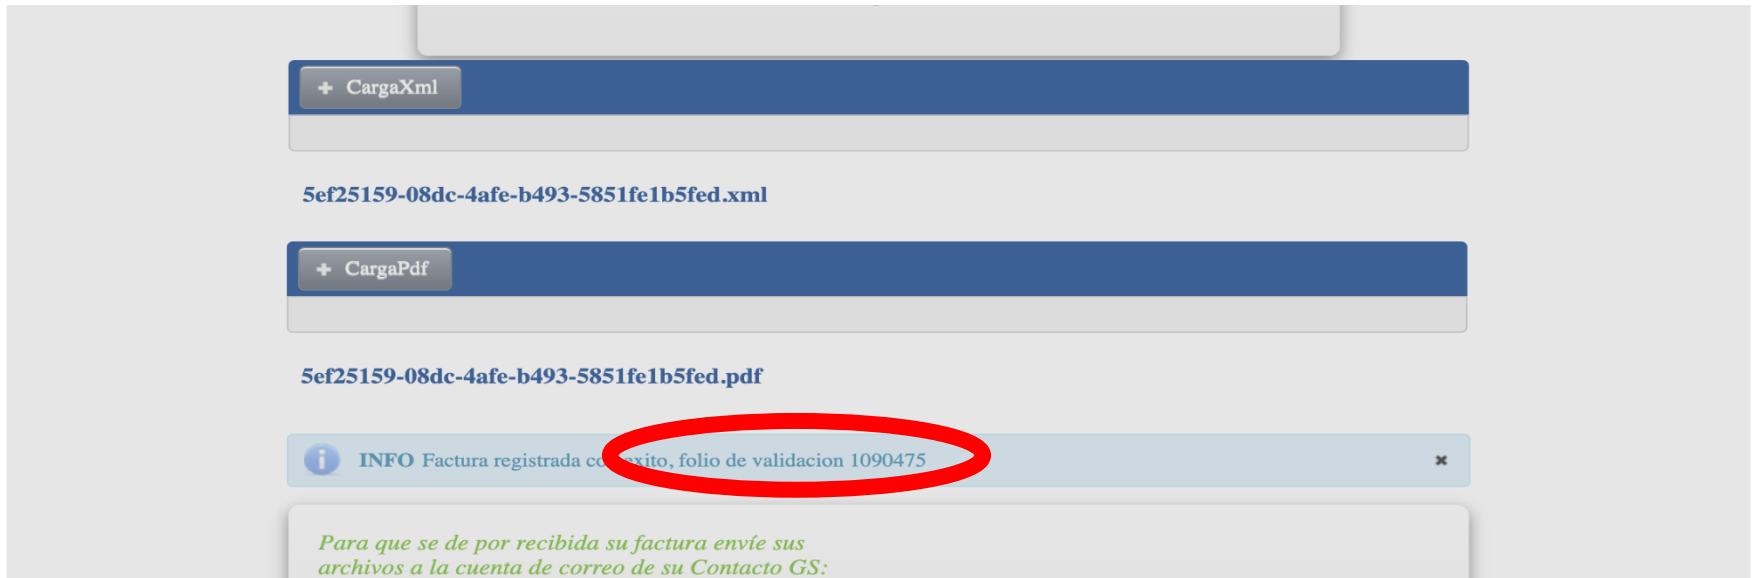 CargaXml
5ef25159-08dc-4afe-b493-5851fe1b5fed.xml
CargaPdf
5ef25159-08dc-4afe-b493-5851fe1b5fed.pdf
INFO Factura registrada con exito, folio de validacion 1090475
Para que se de por recibida su factura envíe sus
archivos a la cuenta de correo de su Contacto GS: